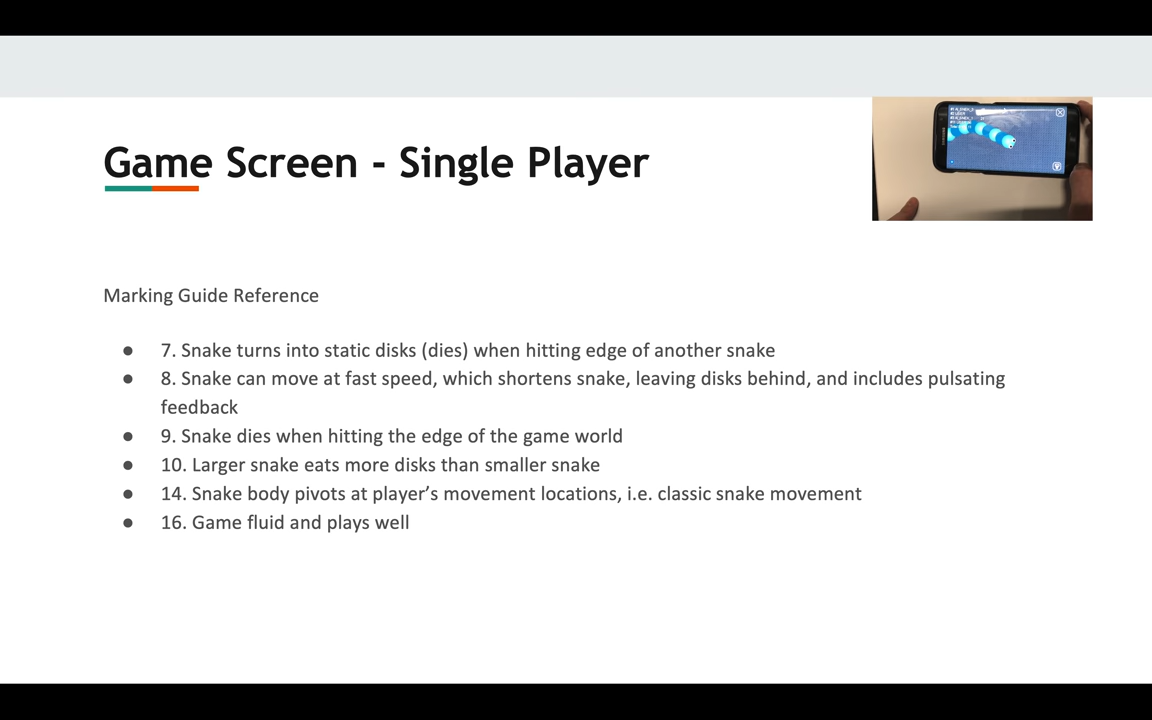 Game Screen - Single Player
Marking Guide Reference
● 7. Snake turns into static disks (dies) when hitting edge of another snake
● 8. Snake can move at fast speed, which shortens snake, leaving disks behind, and includes pulsating
feedback
● 9. Snake dies when hitting the edge of the game world
● 10. Larger snake eats more disks than smaller snake
● 14. Snake body pivots at player’s movement locations, i.e. classic snake movement
● 16. Game fluid and plays well